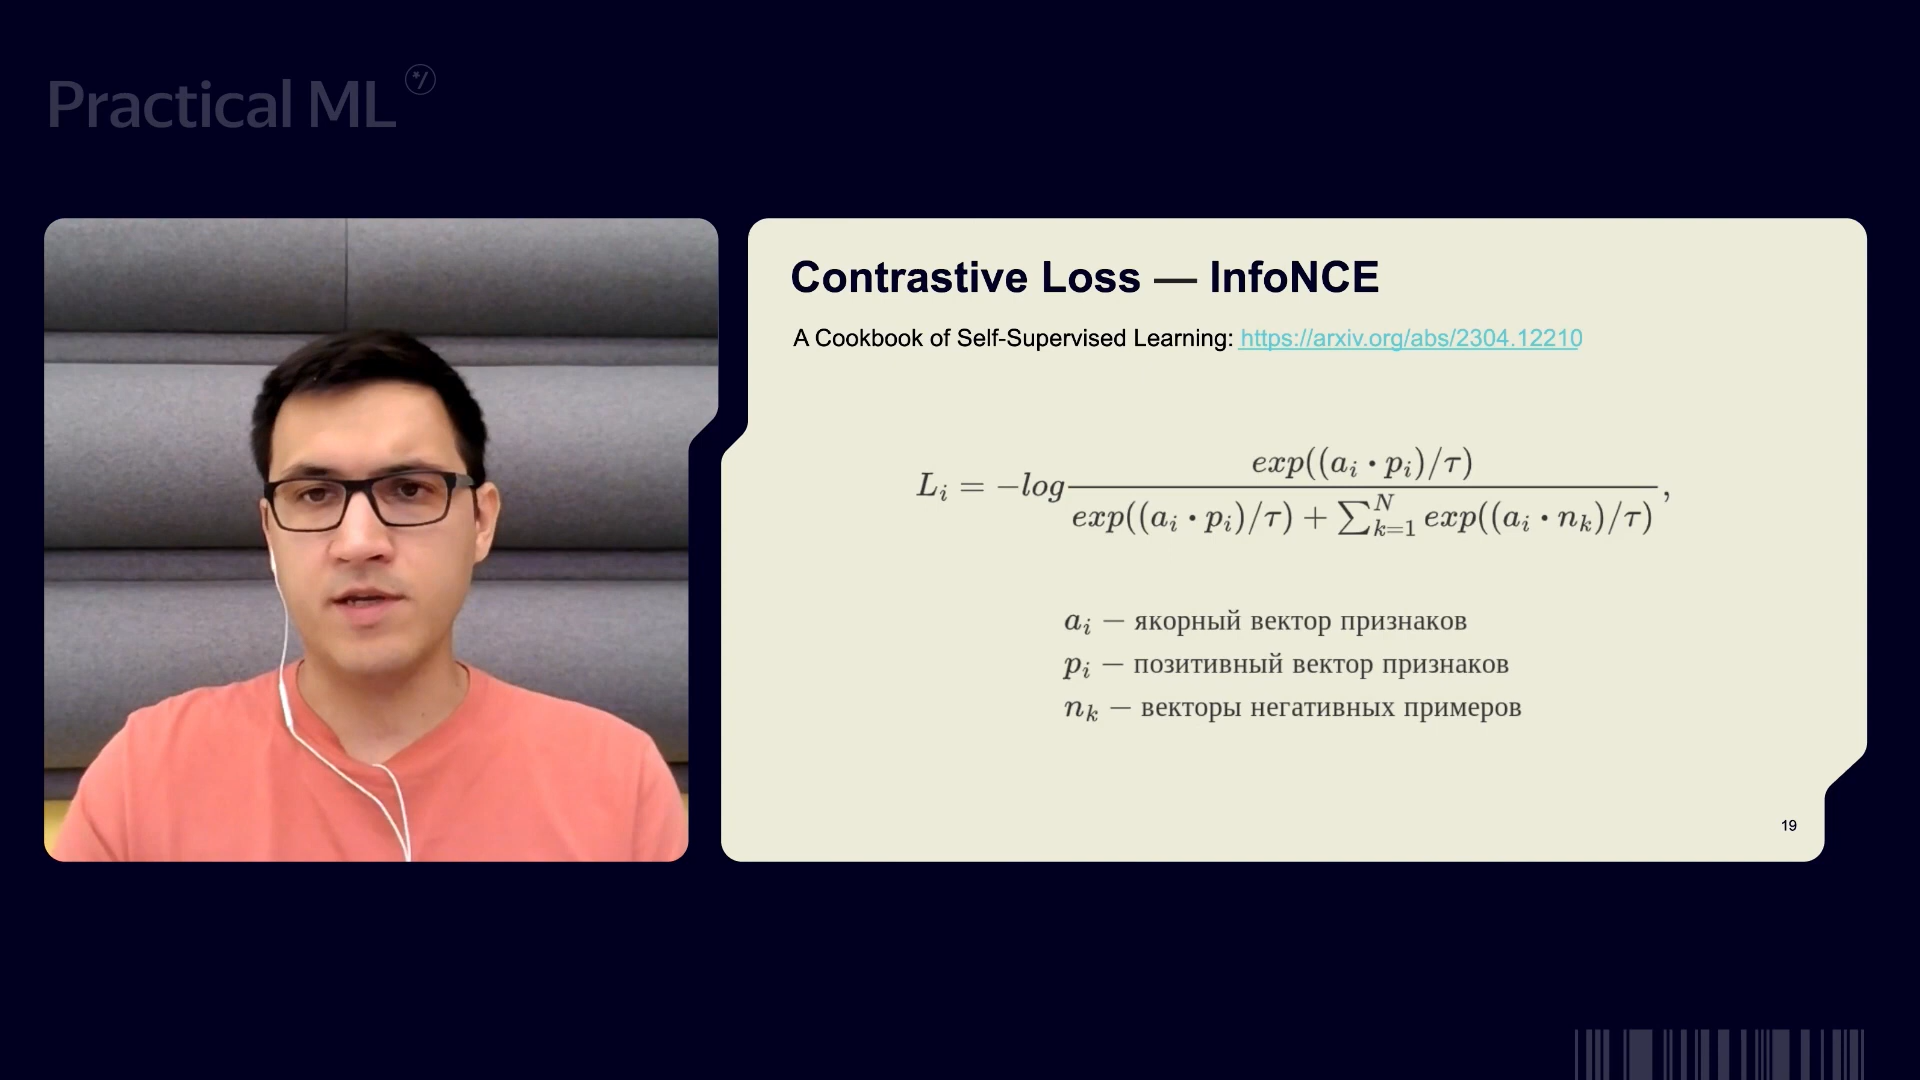 Practical ML */
Contrastive Loss — InfoNCE
A Cookbook of Self-Supervised Learning: https://arxiv.org/abs/2304.12210
L_i = −log \frac{exp((a_i · p_i)/τ)}{exp((a_i · p_i)/τ) + ∑_{k=1}^{N} exp((a_i · n_k)/τ)},
a_i — якорный вектор признаков
p_i — позитивный вектор признаков
n_k — векторы негативных примеров
19